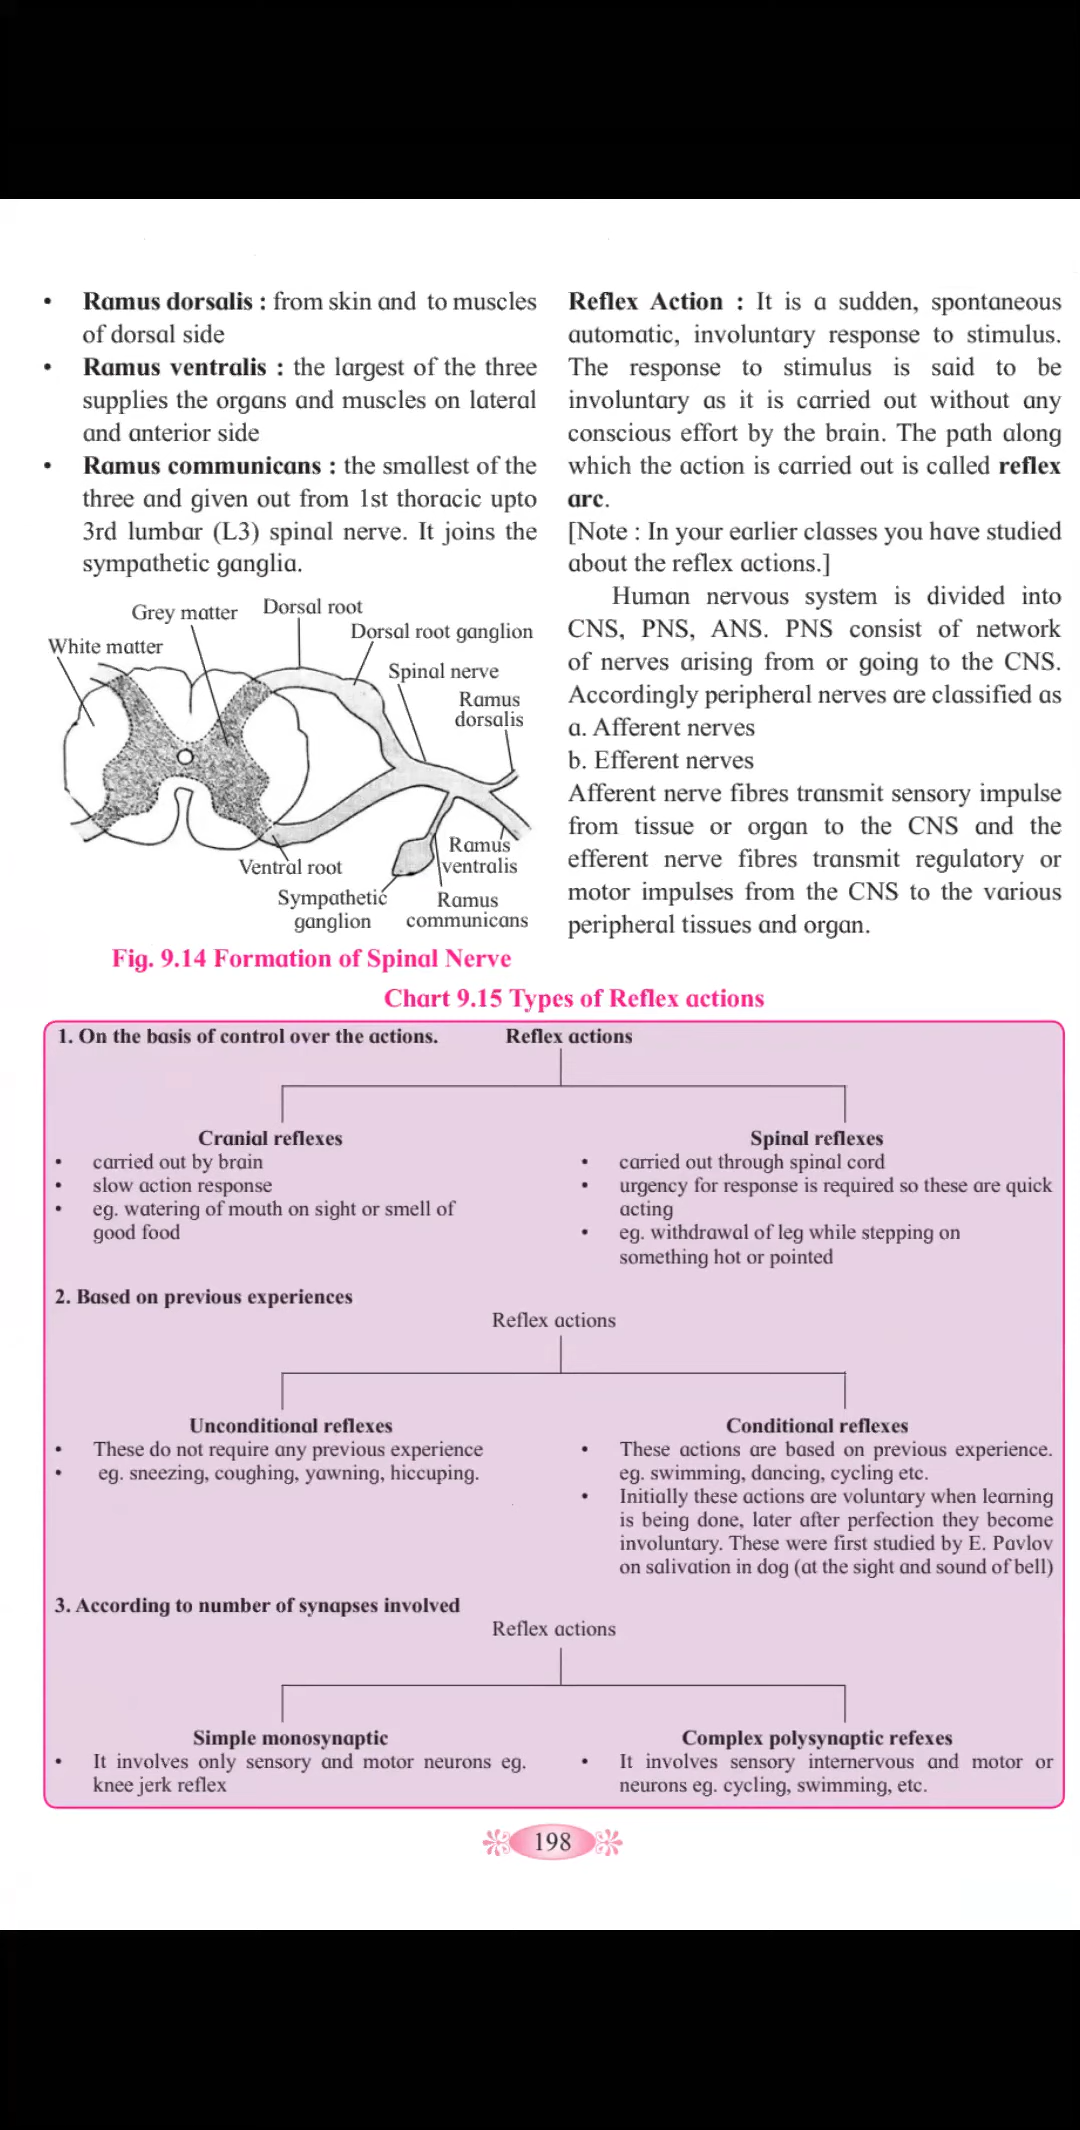 • Ramus dorsalis : from skin and to muscles
of dorsal side
• Ramus ventralis : the largest of the three
supplies the organs and muscles on lateral
and anterior side
• Ramus communicans : the smallest of the
three and given out from 1st thoracic upto
3rd lumbar (L3) spinal nerve. It joins the
sympathetic ganglia.
Grey matter
Dorsal root
White matter
Dorsal root ganglion
Spinal nerve
Ramus
dorsalis
Ventral root
Ramus
ventralis
Sympathetic
ganglion
Ramus
communicans
Fig. 9.14 Formation of Spinal Nerve
Reflex Action : It is a sudden, spontaneous
automatic, involuntary response to stimulus.
The response to stimulus is said to be
involuntary as it is carried out without any
conscious effort by the brain. The path along
which the action is carried out is called reflex
arc.
[Note : In your earlier classes you have studied
about the reflex actions.]
Human nervous system is divided into
CNS, PNS, ANS. PNS consist of network
of nerves arising from or going to the CNS.
Accordingly peripheral nerves are classified as
a. Afferent nerves
b. Efferent nerves
Afferent nerve fibres transmit sensory impulse
from tissue or organ to the CNS and the
efferent nerve fibres transmit regulatory or
motor impulses from the CNS to the various
peripheral tissues and organ.
Chart 9.15 Types of Reflex actions
1. On the basis of control over the actions.
Reflex actions
Cranial reflexes
• carried out by brain
• slow action response
• eg. watering of mouth on sight or smell of
good food
Spinal reflexes
• carried out through spinal cord
• urgency for response is required so these are quick
acting
• eg. withdrawal of leg while stepping on
something hot or pointed
2. Based on previous experiences
Reflex actions
Unconditional reflexes
• These do not require any previous experience
• eg. sneezing, coughing, yawning, hiccuping.
Conditional reflexes
• These actions are based on previous experience.
eg. swimming, dancing, cycling etc.
• Initially these actions are voluntary when learning
is being done, later after perfection they become
involuntary. These were first studied by E. Pavlov
on salivation in dog (at the sight and sound of bell)
3. According to number of synapses involved
Reflex actions
Simple monosynaptic
• It involves only sensory and motor neurons eg.
knee jerk reflex
Complex polysynaptic refexes
• It involves sensory internervous and motor or
neurons eg. cycling, swimming, etc.
198